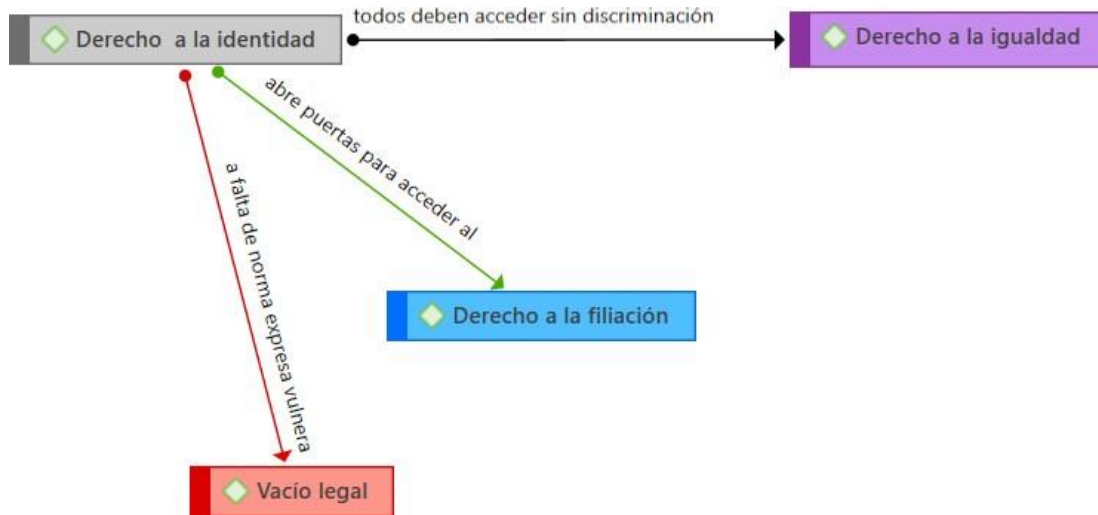 todos deben acceder sin discriminación
Derecho a la identidad
Derecho a la igualdad
abre puertas para acceder al
a falta de norma expresa vulnera
Derecho a la filiación
Vacío legal